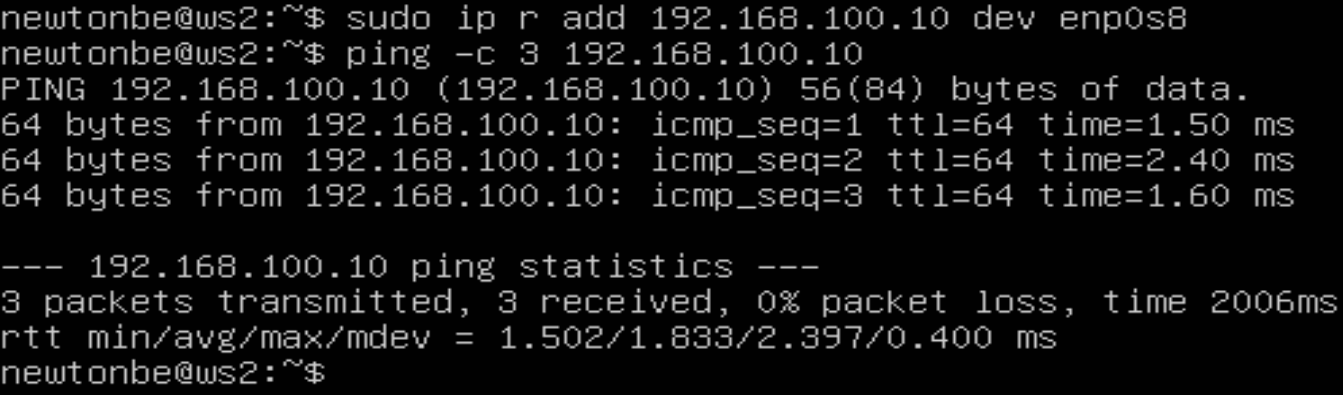 newtonbe@ws2:~$ sudo ip r add 192.168.100.10 dev enp0s8
newtonbe@ws2:~$ ping -c 3 192.168.100.10
PING 192.168.100.10 (192.168.100.10) 56(84) bytes of data.
64 bytes from 192.168.100.10: icmp_seq=1 ttl=64 time=1.50 ms
64 bytes from 192.168.100.10: icmp_seq=2 ttl=64 time=2.40 ms
64 bytes from 192.168.100.10: icmp_seq=3 ttl=64 time=1.60 ms
--- 192.168.100.10 ping statistics ---
3 packets transmitted, 3 received, 0% packet loss, time 2006ms
rtt min/avg/max/mdev = 1.502/1.833/2.397/0.400 ms
newtonbe@ws2:~$